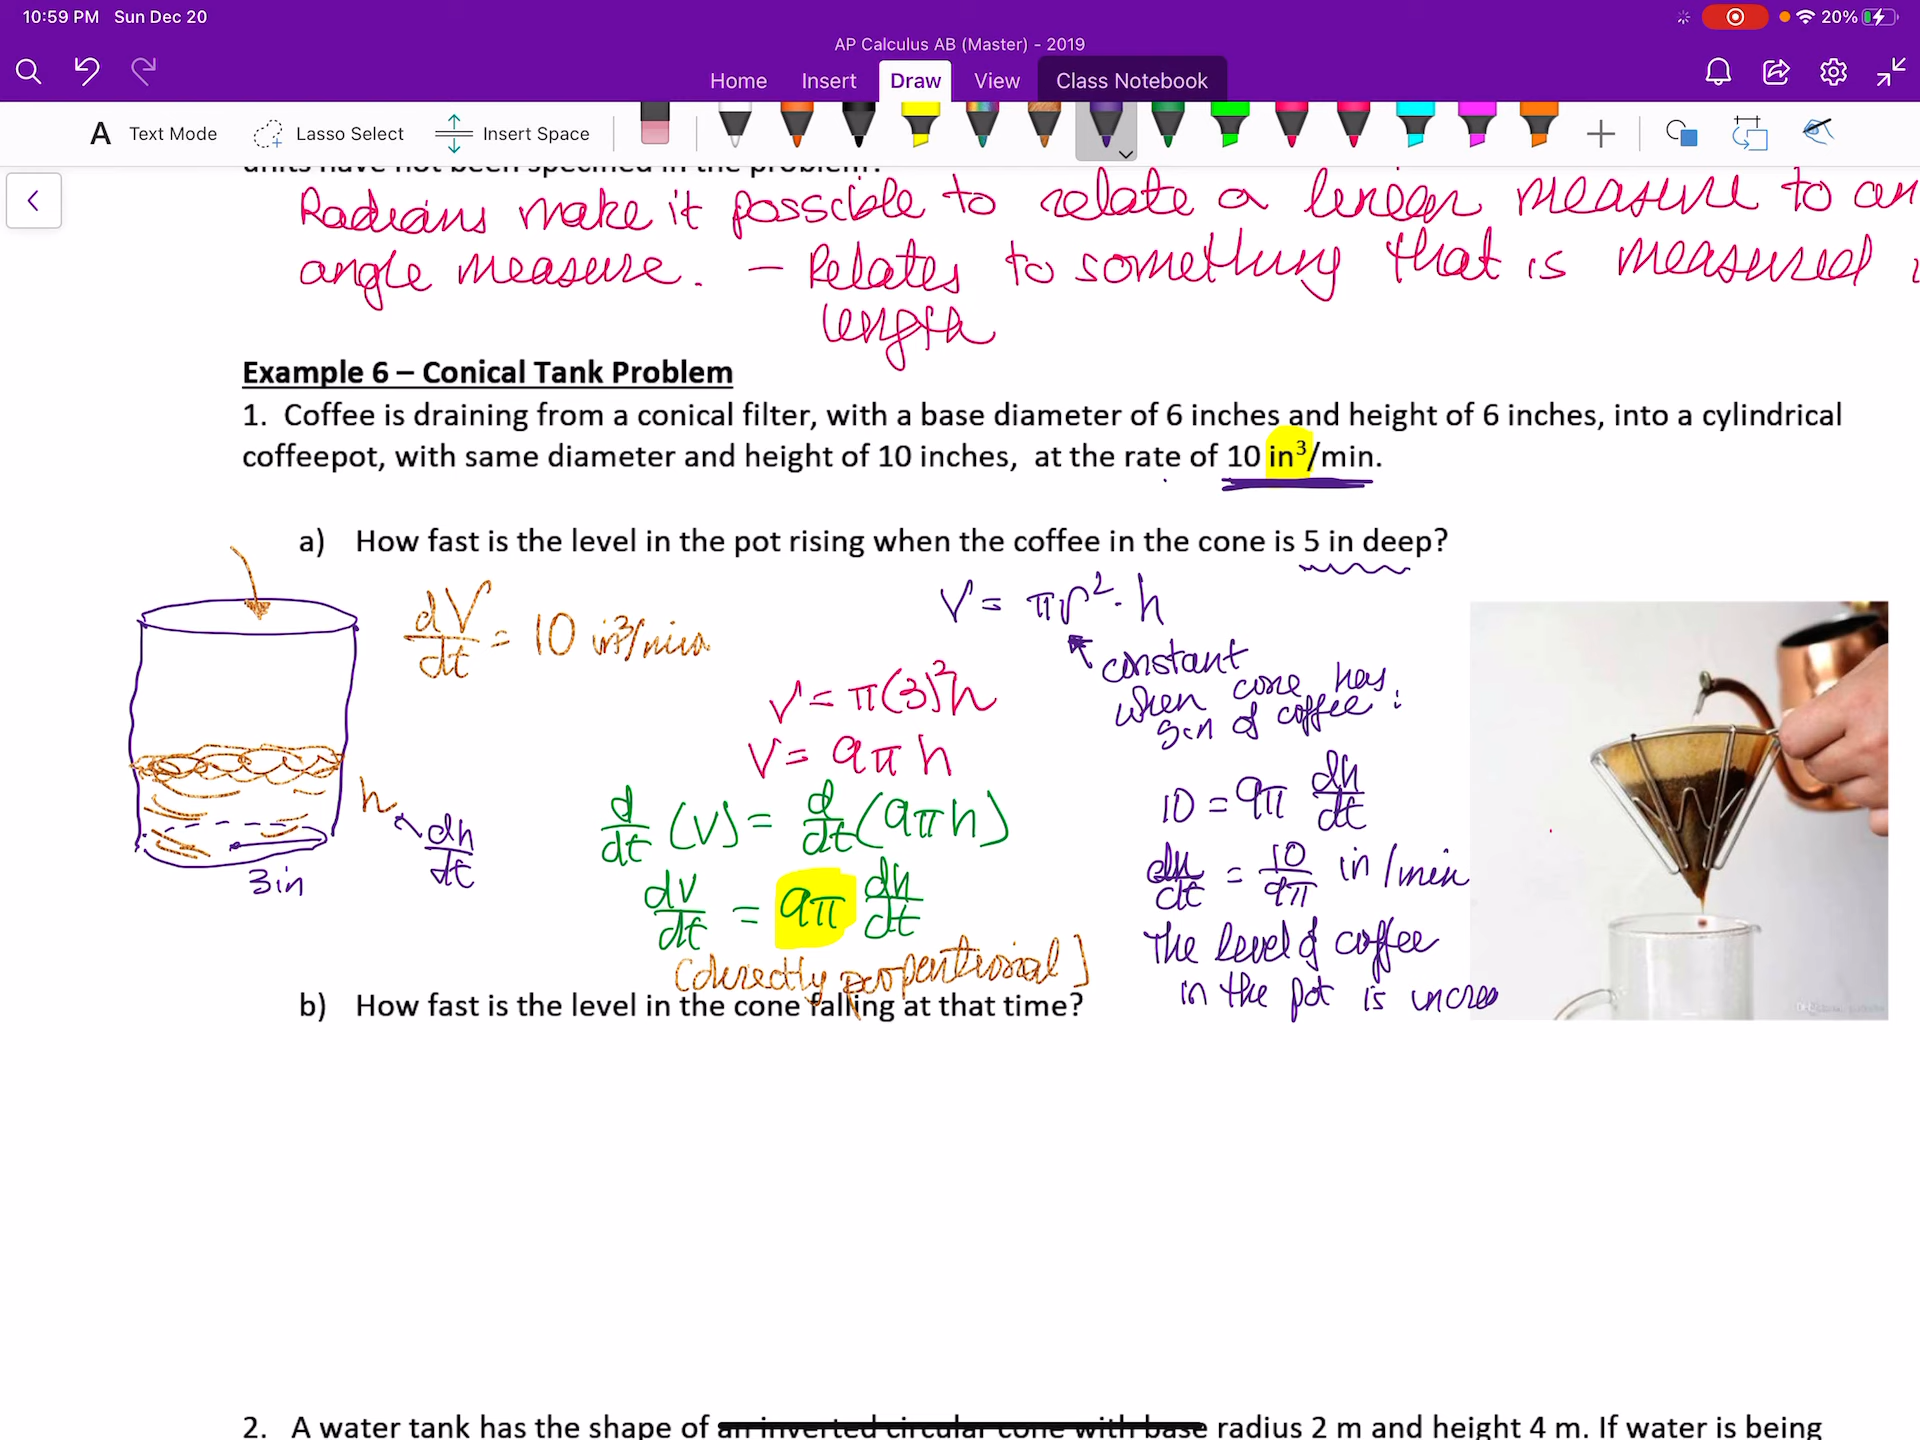 10:59 PM Sun Dec 20
20%
AP Calculus AB (Master) - 2019
Home Insert Draw View Class Notebook
A Text Mode Lasso Select Insert Space
units have not been specified in the problem?
Radians make it possible to relate a linear measure to an
angle measure. — Relates to something that is measured
length
Example 6 – Conical Tank Problem
1. Coffee is draining from a conical filter, with a base diameter of 6 inches and height of 6 inches, into a cylindrical
coffeepot, with same diameter and height of 10 inches, at the rate of 10 in³/min.
a) How fast is the level in the pot rising when the coffee in the cone is 5 in deep?
dV/dt = 10 in³/min
V = πr²·h
constant
when cone has
5in of coffee
V = π(3)²h
V = 9πh
d/dt (V) = d/dt (9πh)
dv/dt = 9π dh/dt
(directly proportional)
h
dh/dt
3in
10 = 9π dh/dt
dh/dt = 10/9π in/min
The level of coffee
in the pot is increa
b) How fast is the level in the cone falling at that time?
2. A water tank has the shape of an inverted circular cone with base radius 2 m and height 4 m. If water is being